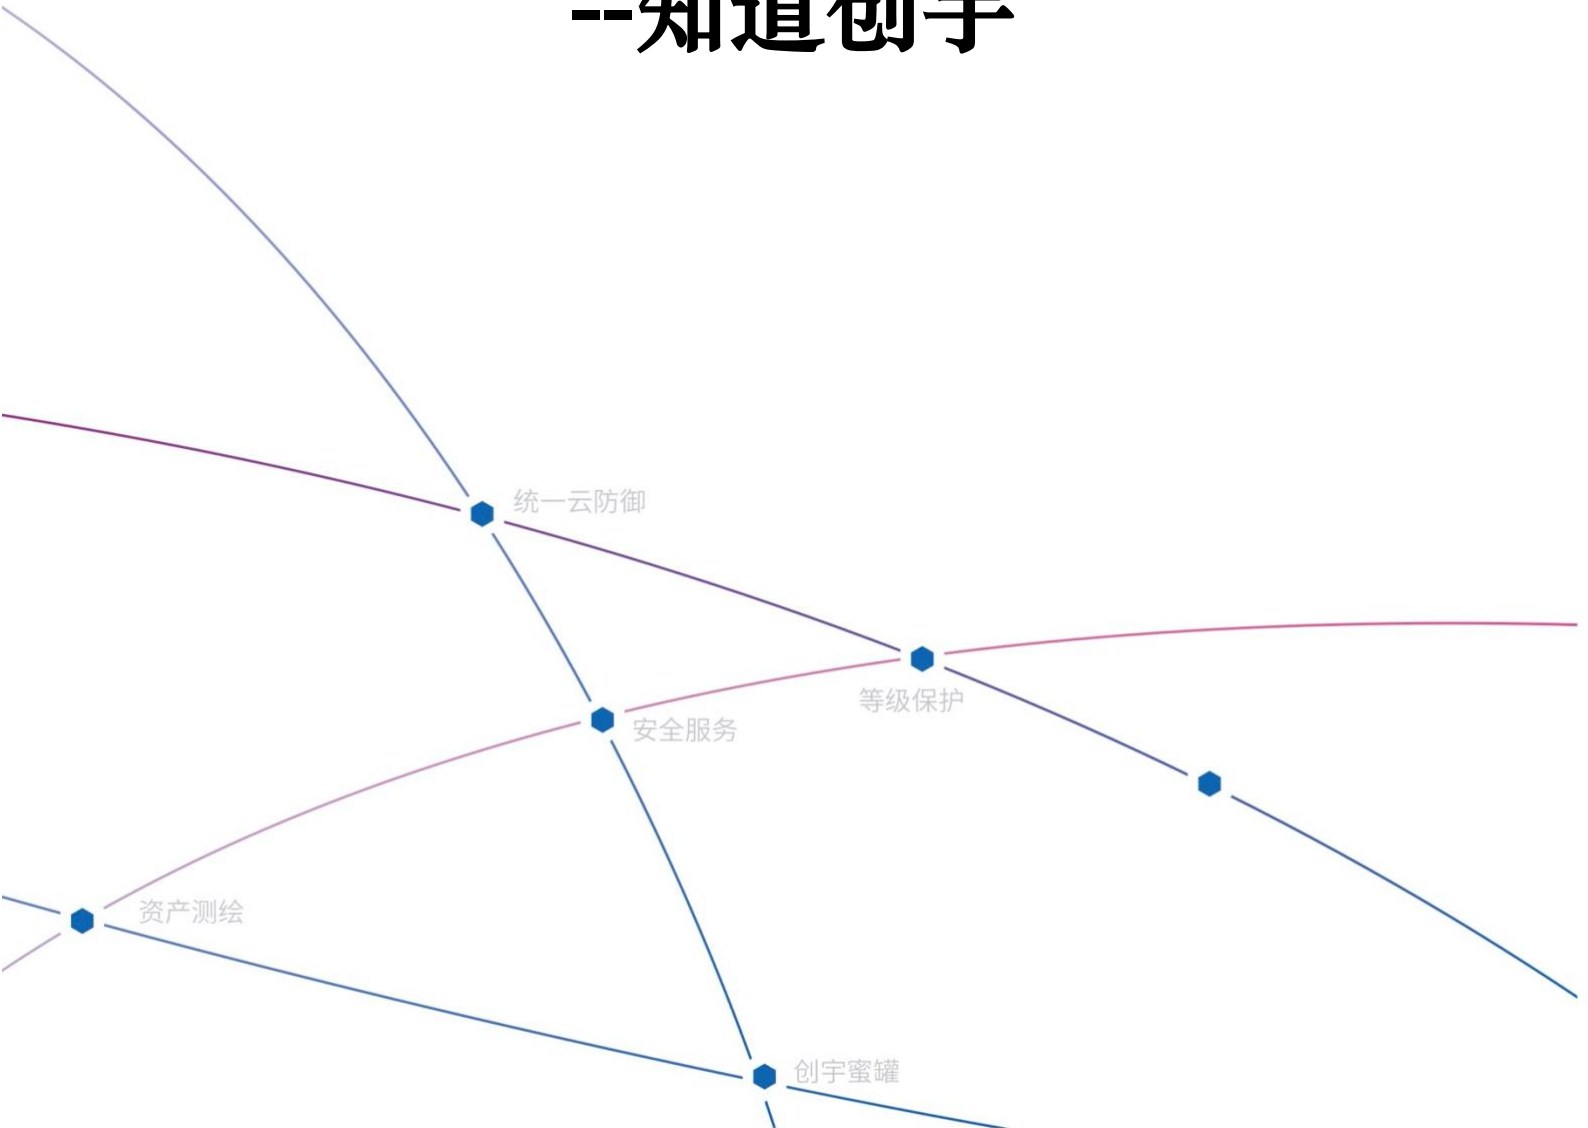 --知道创宇
统一云防御
等级保护
安全服务
资产测绘
创宇蜜罐